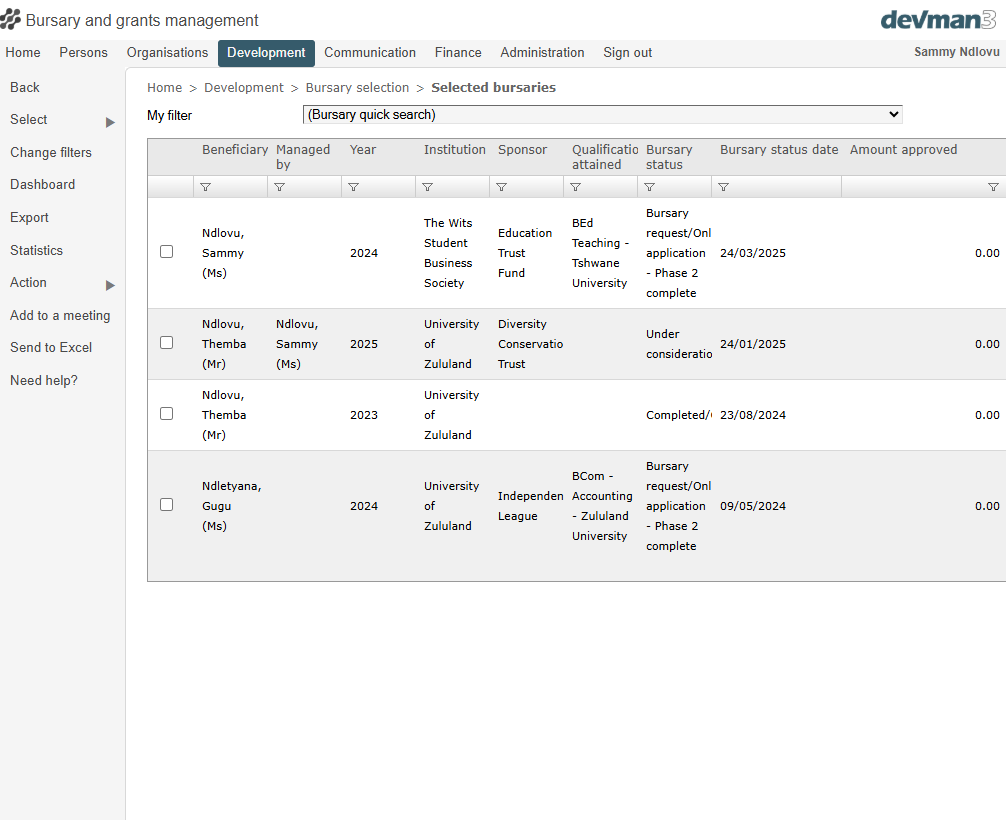 Bursary and grants management
devman3
Home Persons Organisations Development Communication Finance Administration Sign out
Sammy Ndlovu
Back
Select
Change filters
Dashboard
Export
Statistics
Action
Add to a meeting
Send to Excel
Need help?
Home > Development > Bursary selection > Selected bursaries
My filter
(Bursary quick search)
Beneficiary
Managed
by
Year
Institution
Sponsor
Qualificatio
attained
Bursary
status
Bursary status date
Amount approved
Ndlovu,
Sammy
(Ms)
2024
The Wits
Student
Business
Society
Education
Trust
Fund
BEd
Teaching -
Tshwane
University
Bursary
request/Onl
application
- Phase 2
complete
24/03/2025
0.00
Ndlovu,
Themba
(Mr)
Ndlovu,
Sammy
(Ms)
2025
University
of
Zululand
Diversity
Conservatio
Trust
Under
consideratio
24/01/2025
0.00
Ndlovu,
Themba
(Mr)
2023
University
of
Zululand
Completed/
23/08/2024
0.00
Ndletyana,
Gugu
(Ms)
2024
University
of
Zululand
Independen
League
BCom -
Accounting
- Zululand
University
Bursary
request/Onl
application
- Phase 2
complete
09/05/2024
0.00